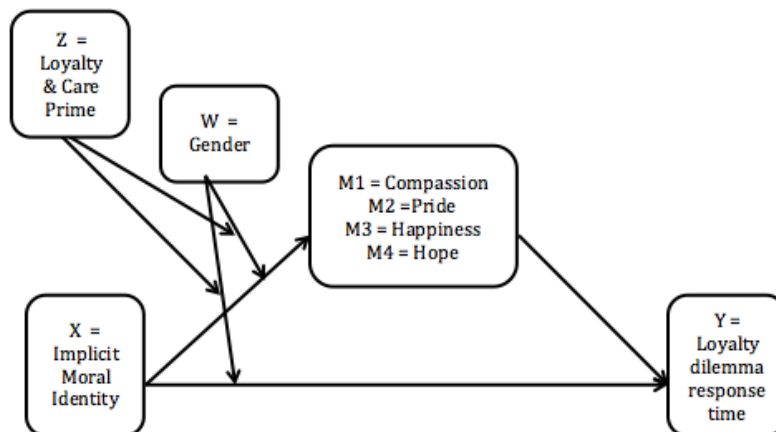 Z =
Loyalty
& Care
Prime
W =
Gender
M1 = Compassion
M2 =Pride
M3 = Happiness
M4 = Hope
X =
Implicit
Moral
Identity
Y =
Loyalty
dilemma
response
time